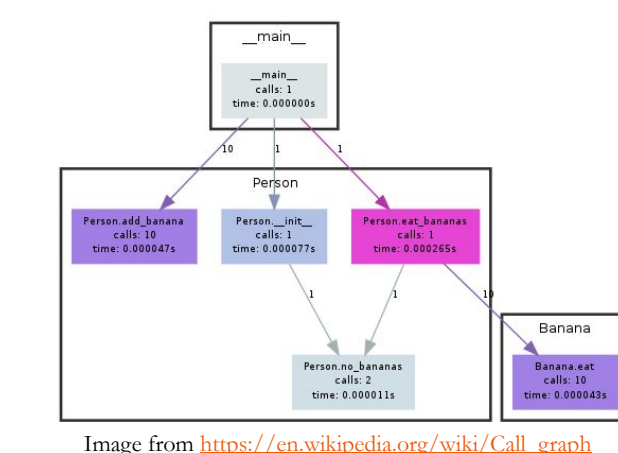 __main__
__main__
calls: 1
time: 0.000000s
10
1
1
Person
Person.add_banana
calls: 10
time: 0.000047s
Person.__init__
calls: 1
time: 0.000077s
Person.eat_bananas
calls: 1
time: 0.000265s
1
1
10
Banana
Person.no_bananas
calls: 2
time: 0.000011s
Banana.eat
calls: 10
time: 0.000043s
Image from https://en.wikipedia.org/wiki/Call_graph